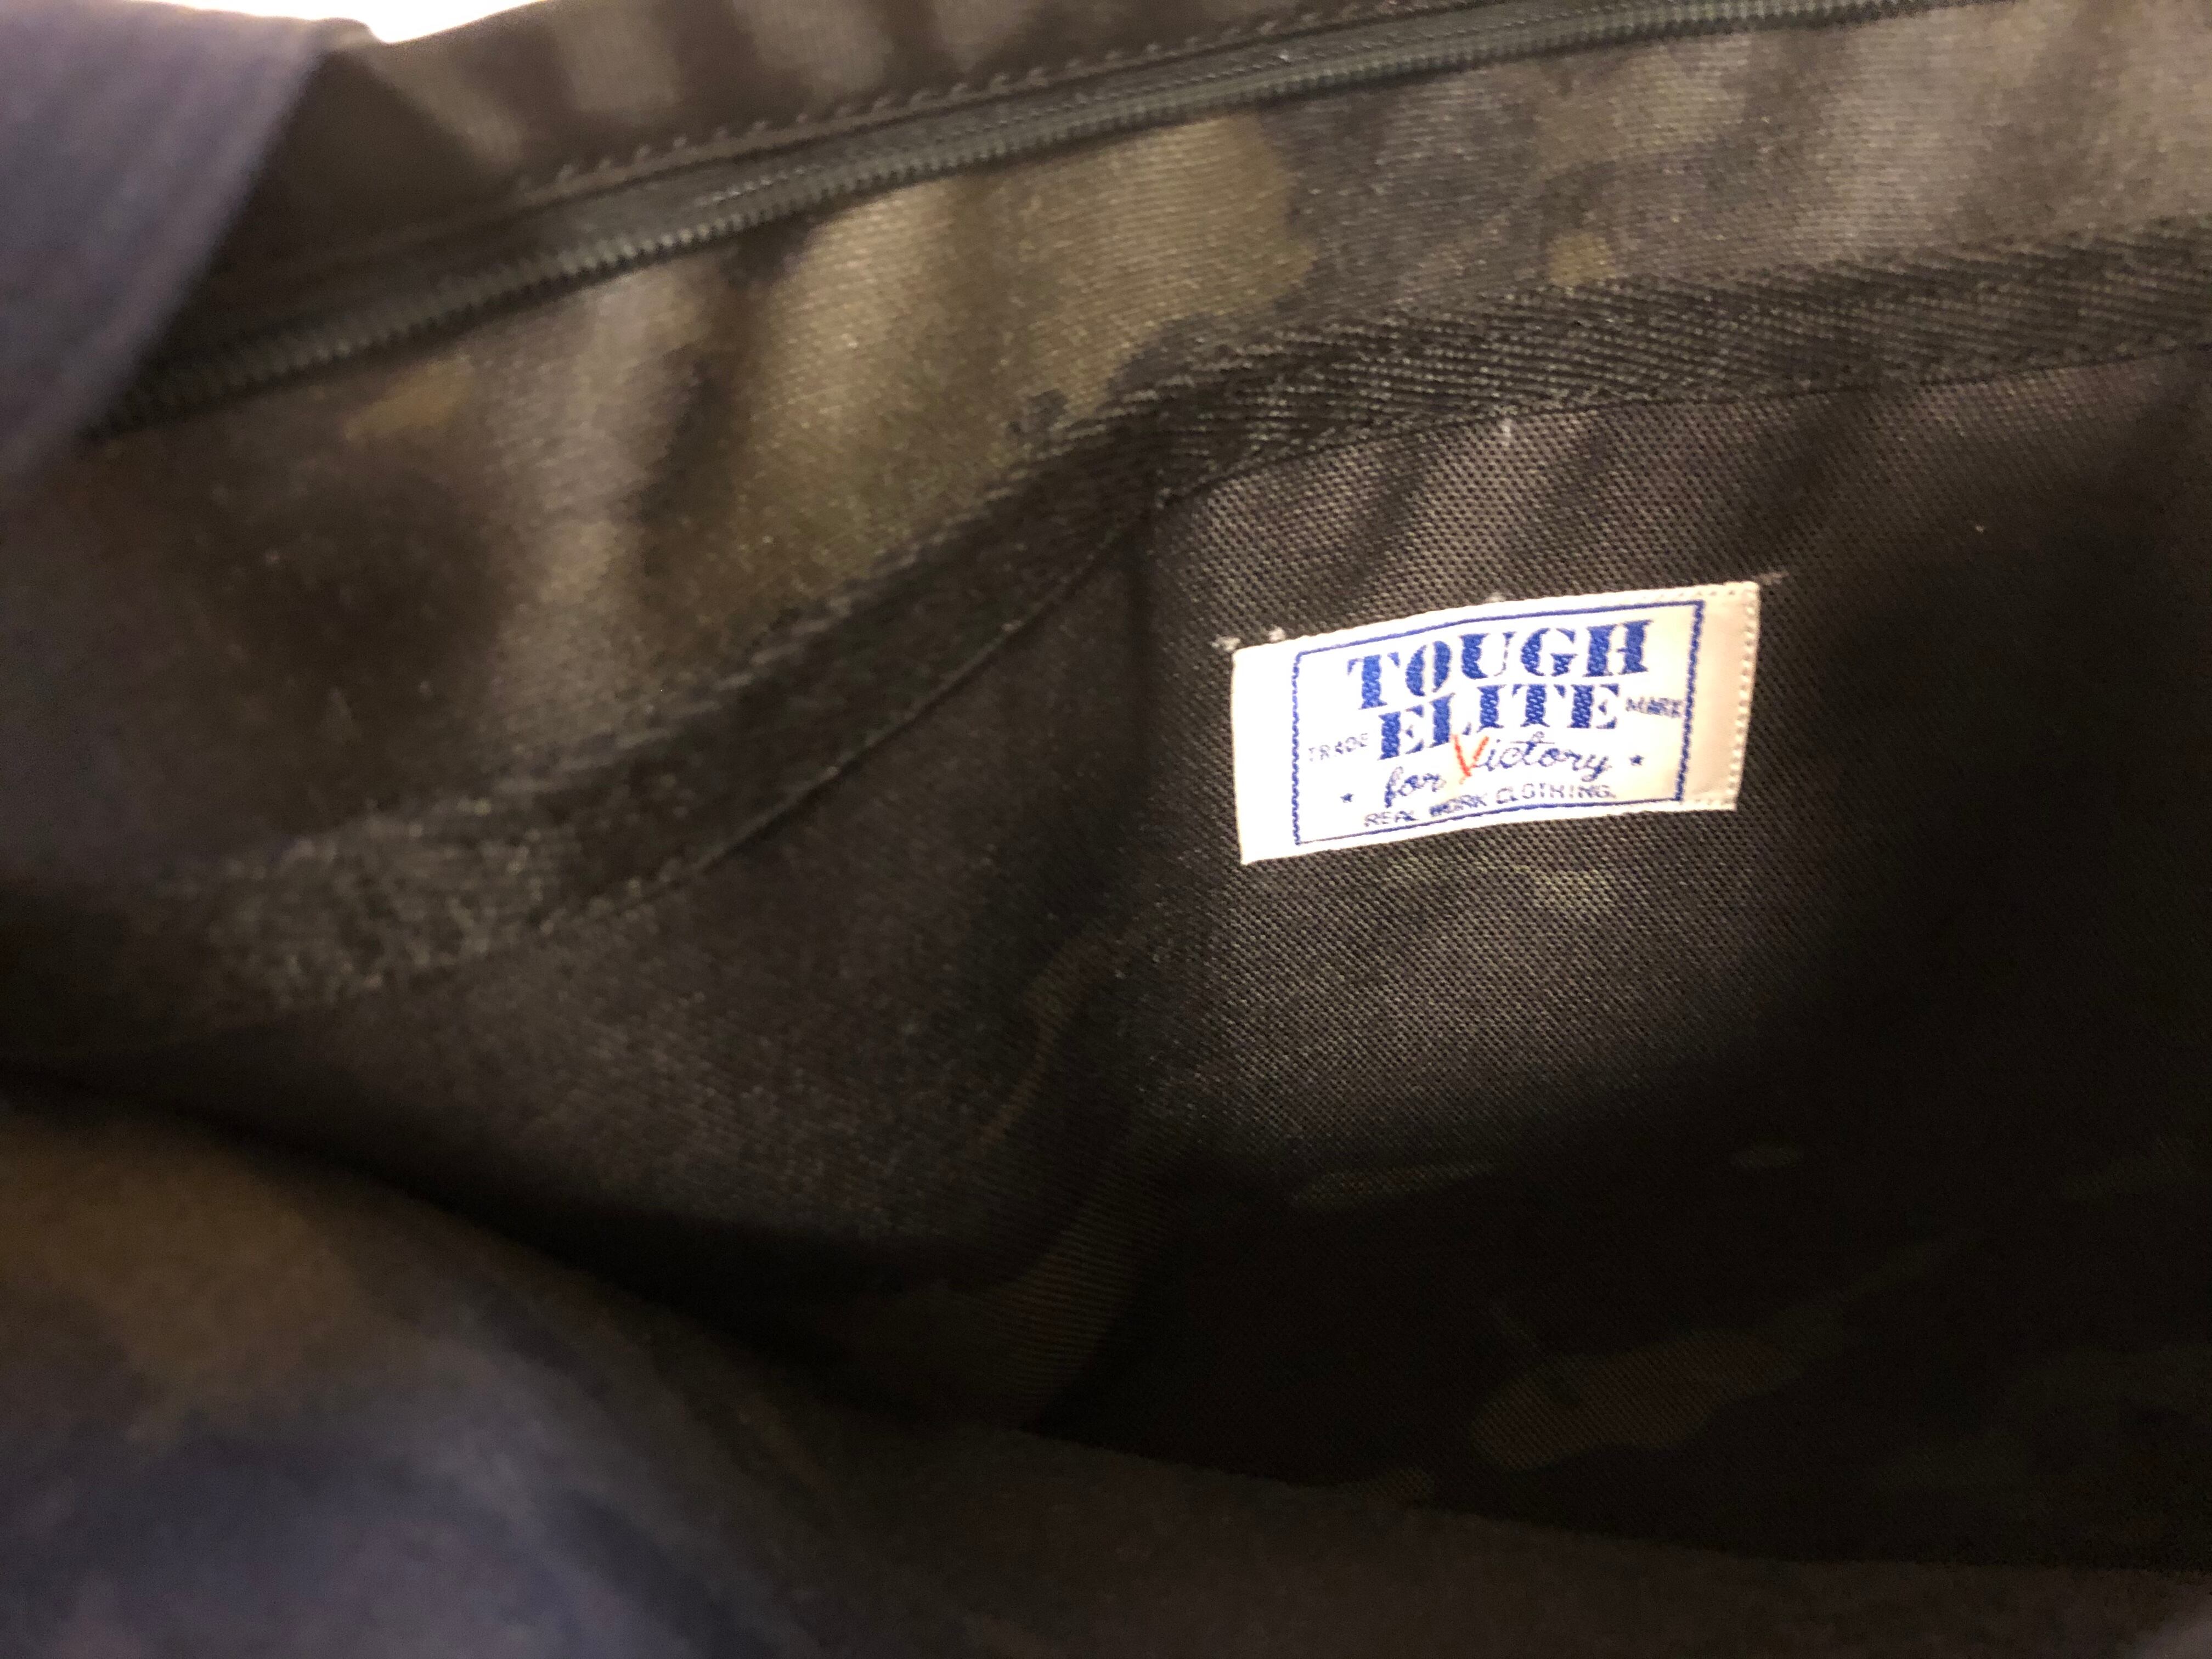 TOUGH
ELITE
TRADE MARK
for Victory
REAL WORK CLOTHING.